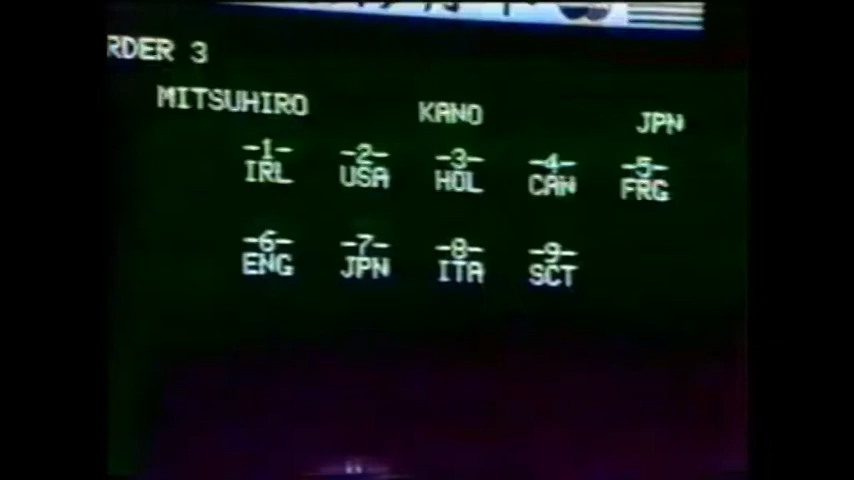 RDER 3
MITSUHIRO KANO JPN
-1- -2- -3- -4- -5-
IRL USA HOL CAN FRG
-6- -7- -8- -9-
ENG JPN ITA SCT